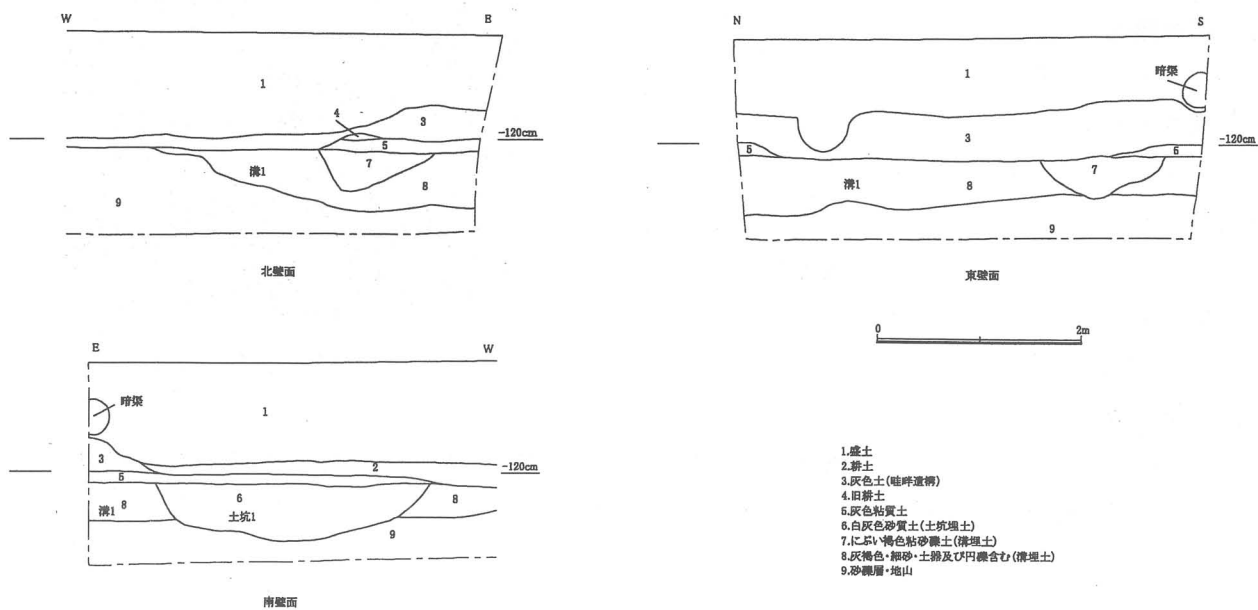 W E
1
4
3
-120cm
5
7
溝1
8
9
北壁面
N S
暗渠
1
3
-120cm
5
5
7
溝1
8
9
東壁面
0 2m
E W
暗渠
1
3
2
-120cm
5
6
8
溝1
8
土坑1
9
南壁面
1.盛土
2.耕土
3.灰色土(畦畔遺構)
4.旧耕土
5.灰色粘質土
6.白灰色砂質土(土坑埋土)
7.にぶい褐色粘砂礫土(溝埋土)
8.灰褐色・細砂・土器及び円礫含む(溝埋土)
9.砂礫層・地山